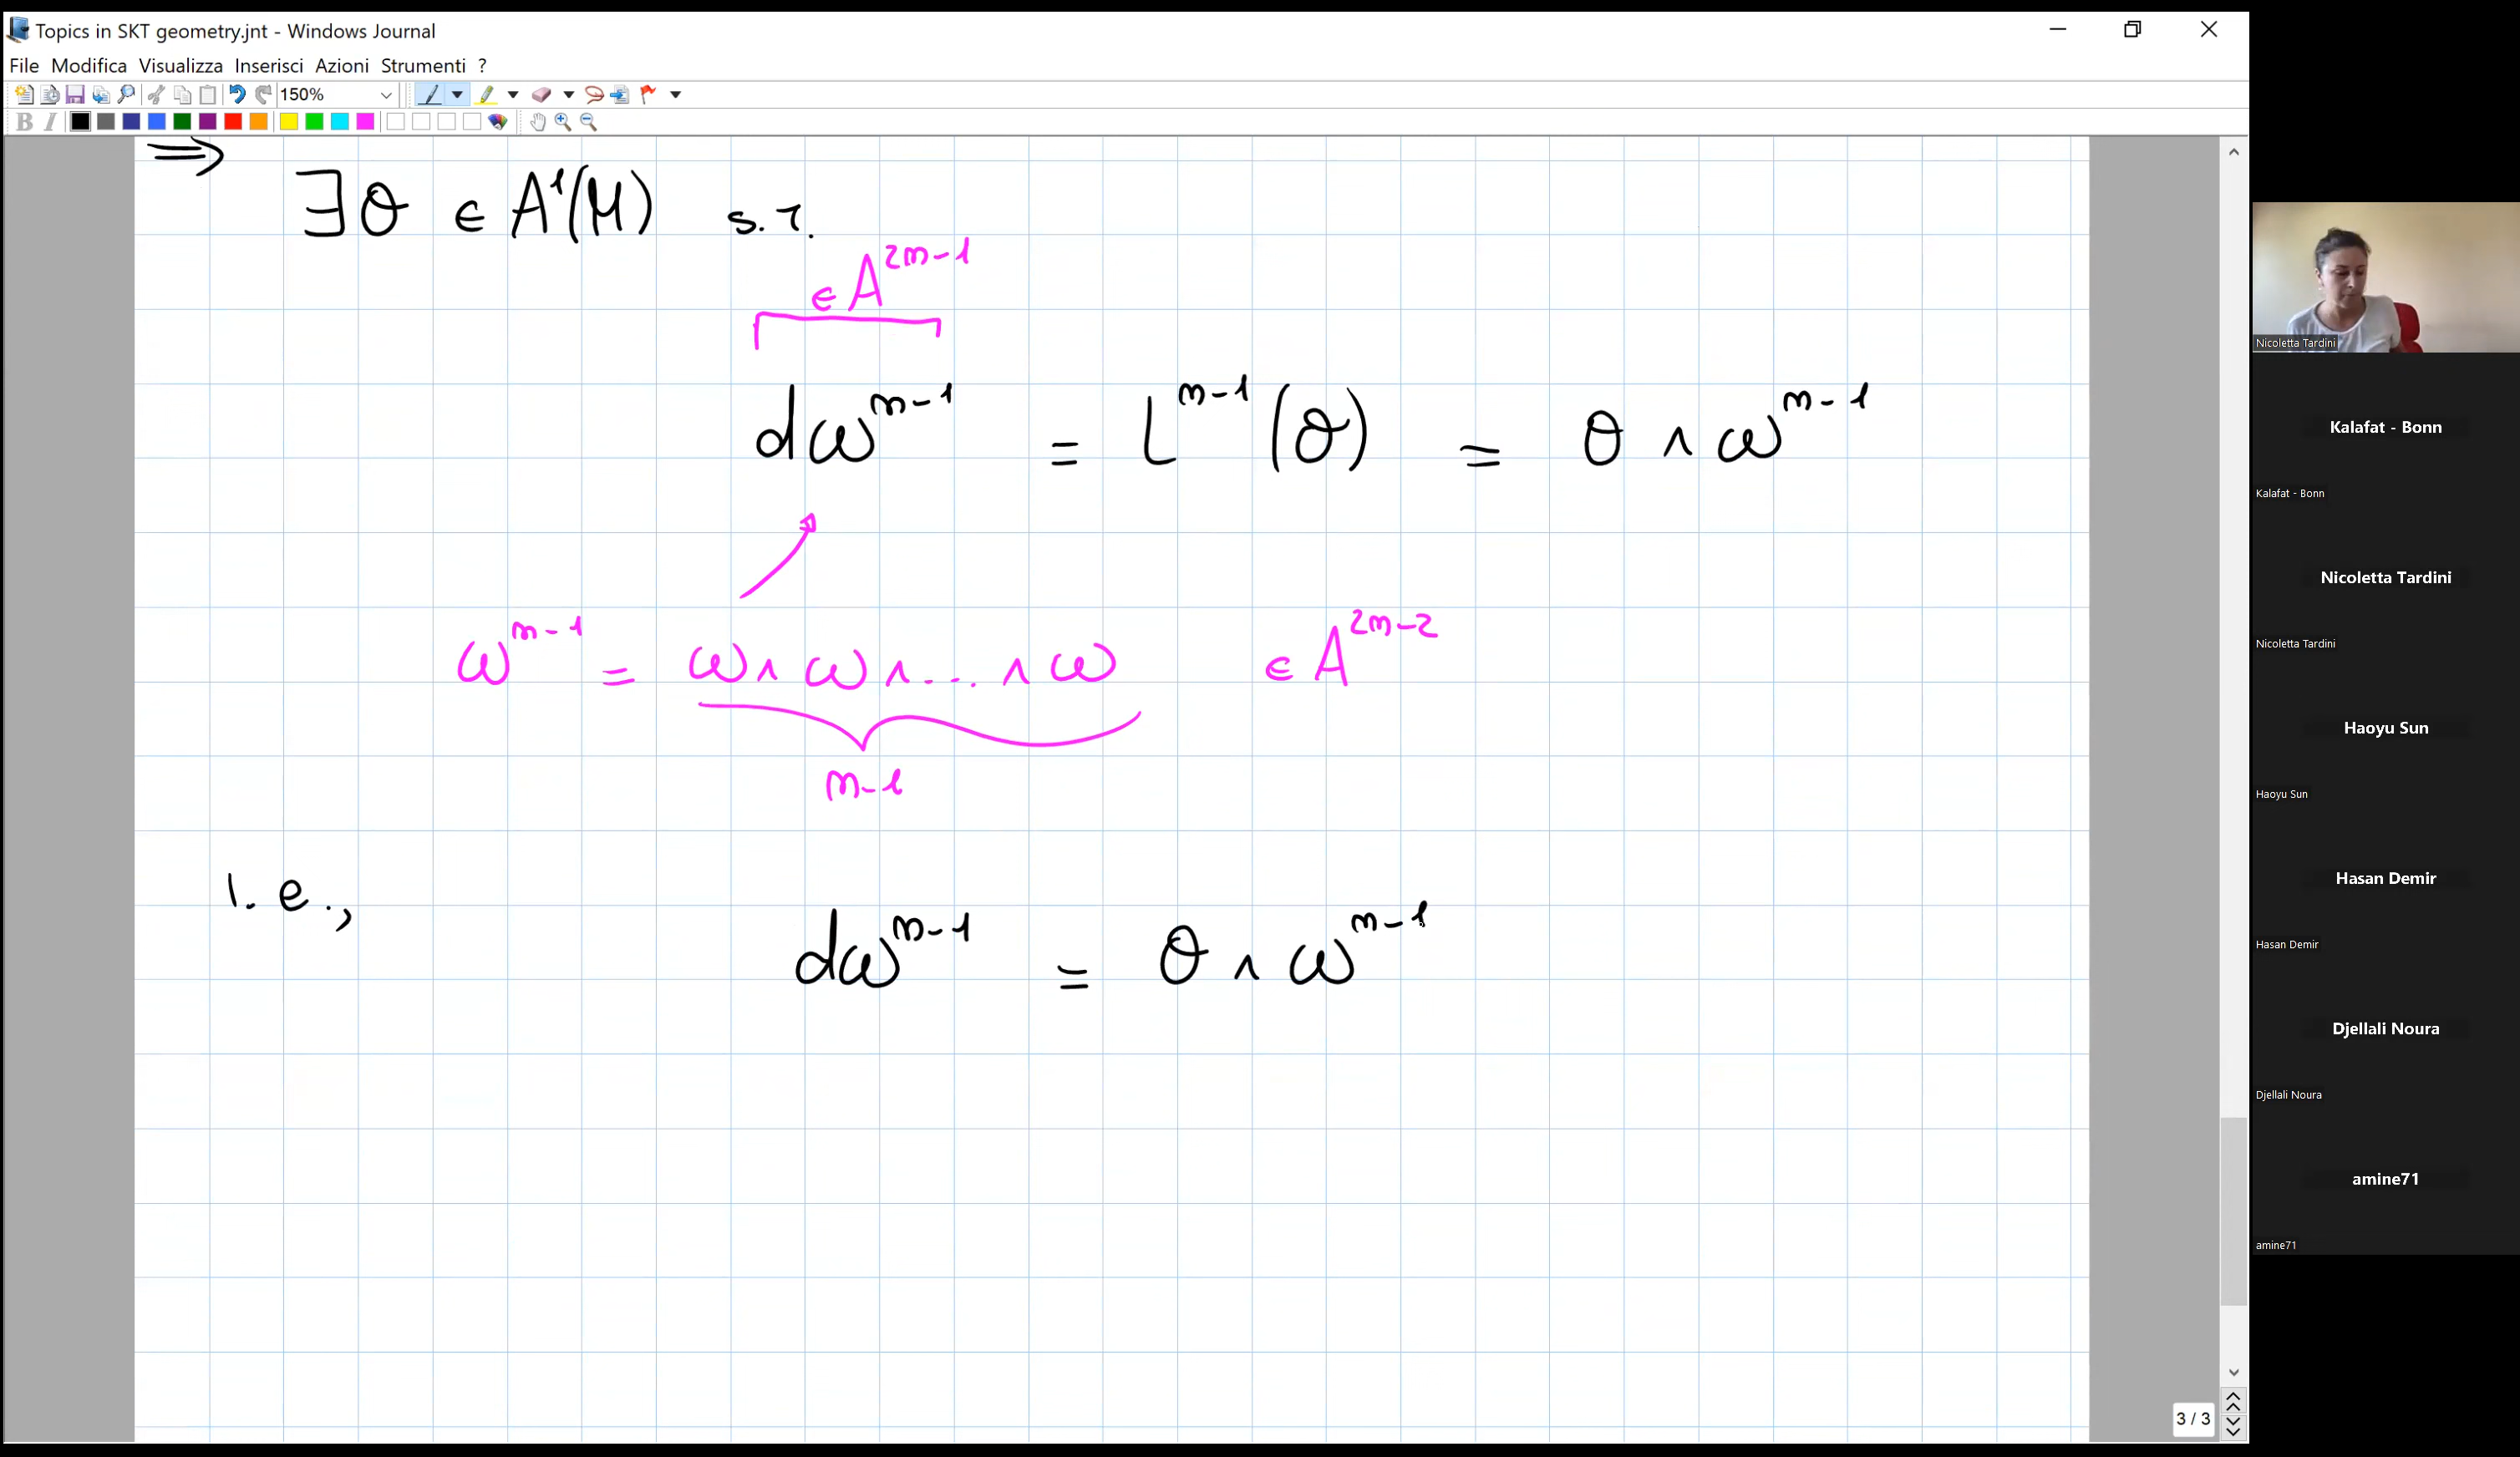 Topics in SKT geometry.jnt - Windows Journal
File Modifica Visualizza Inserisci Azioni Strumenti ?
150%
B I
⟹
∃θ ∈ A¹(M) s.t.
∈ A^{2n-1}
dω^{n-1} = L^{n-1}(θ) = θ ∧ ω^{n-1}
ω^{n-1} = ω∧ω∧...∧ω ∈ A^{2n-2}
n-1
I.e.,
dω^{n-1} = θ ∧ ω^{n-1}
3 / 3
Nicoletta Tardini
Kalafat - Bonn
Kalafat - Bonn
Nicoletta Tardini
Nicoletta Tardini
Haoyu Sun
Haoyu Sun
Hasan Demir
Hasan Demir
Djellali Noura
Djellali Noura
amine71
amine71